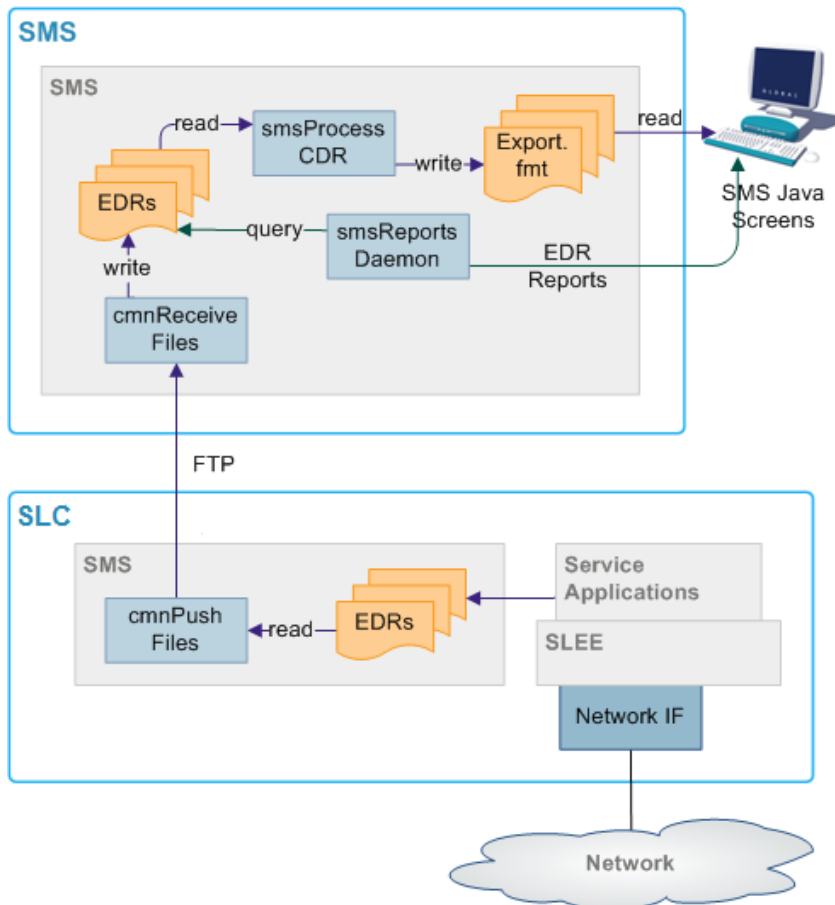 SMS
SMS
read
smsProcess
CDR
write
Export.
fmt
read
GLOBAL
SMS Java
Screens
EDRs
query
smsReports
Daemon
EDR
Reports
write
cmnReceive
Files
FTP
SLC
SMS
cmnPush
Files
read
EDRs
Service
Applications
SLEE
Network IF
Network